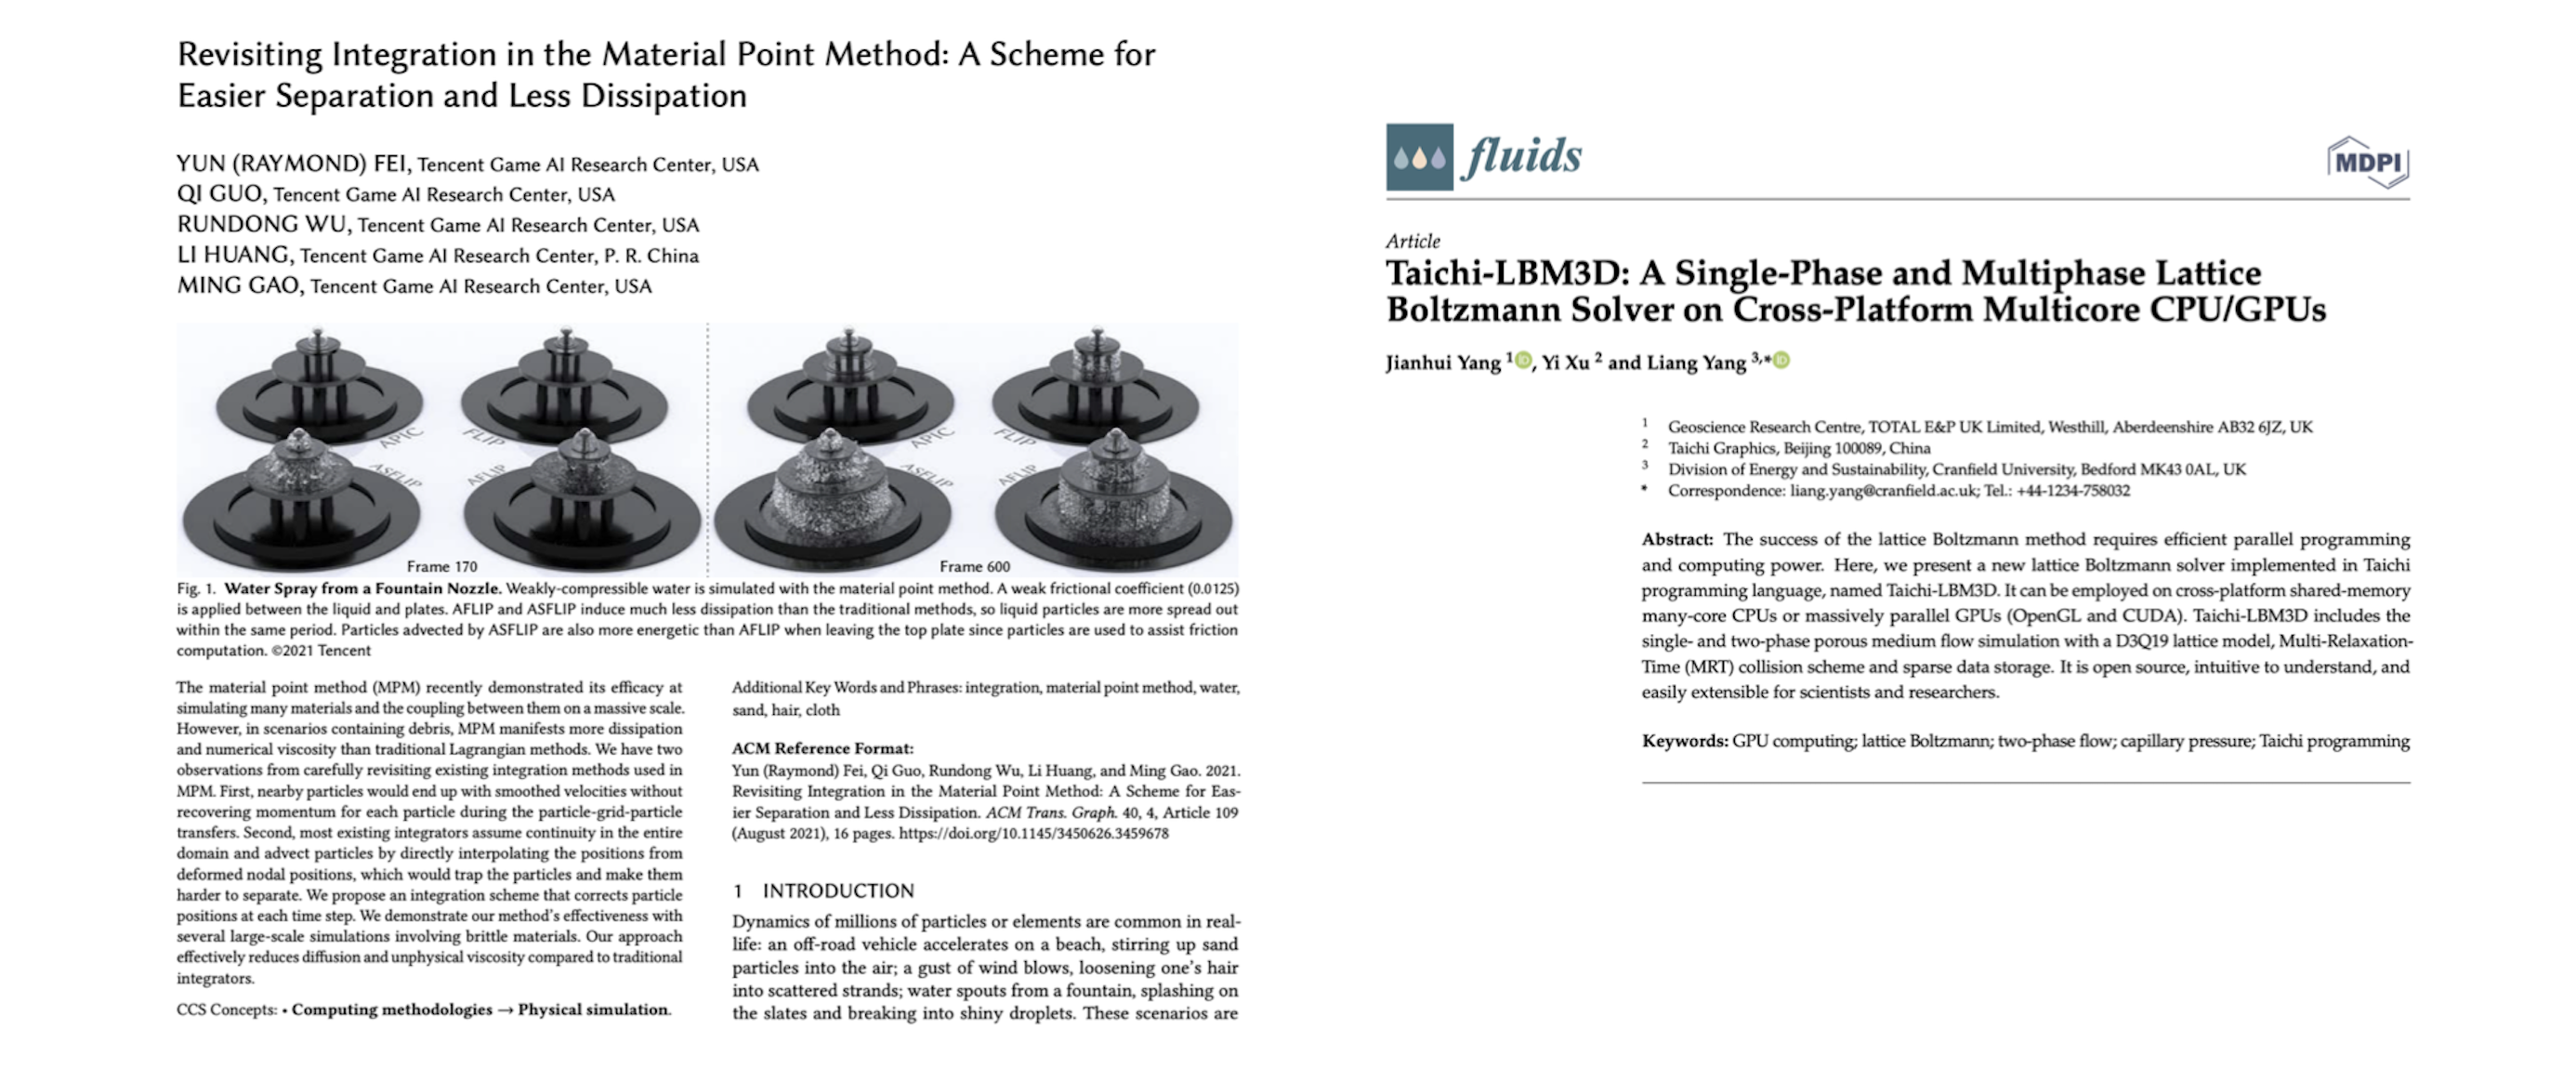 Revisiting Integration in the Material Point Method: A Scheme for
Easier Separation and Less Dissipation
YUN (RAYMOND) FEI, Tencent Game AI Research Center, USA
QI GUO, Tencent Game AI Research Center, USA
RUNDONG WU, Tencent Game AI Research Center, USA
LI HUANG, Tencent Game AI Research Center, P. R. China
MING GAO, Tencent Game AI Research Center, USA
APIC
FLIP
ASFLIP
AFLIP
Frame 170
APIC
FLIP
ASFLIP
AFLIP
Frame 600
Fig. 1. Water Spray from a Fountain Nozzle. Weakly-compressible water is simulated with the material point method. A weak frictional coefficient (0.0125)
is applied between the liquid and plates. AFLIP and ASFLIP induce much less dissipation than the traditional methods, so liquid particles are more spread out
within the same period. Particles advected by ASFLIP are also more energetic than AFLIP when leaving the top plate since particles are used to assist friction
computation. ©2021 Tencent
The material point method (MPM) recently demonstrated its efficacy at
simulating many materials and the coupling between them on a massive scale.
However, in scenarios containing debris, MPM manifests more dissipation
and numerical viscosity than traditional Lagrangian methods. We have two
observations from carefully revisiting existing integration methods used in
MPM. First, nearby particles would end up with smoothed velocities without
recovering momentum for each particle during the particle-grid-particle
transfers. Second, most existing integrators assume continuity in the entire
domain and advect particles by directly interpolating the positions from
deformed nodal positions, which would trap the particles and make them
harder to separate. We propose an integration scheme that corrects particle
positions at each time step. We demonstrate our method's effectiveness with
several large-scale simulations involving brittle materials. Our approach
effectively reduces diffusion and unphysical viscosity compared to traditional
integrators.
CCS Concepts: • Computing methodologies → Physical simulation.
Additional Key Words and Phrases: integration, material point method, water,
sand, hair, cloth
ACM Reference Format:
Yun (Raymond) Fei, Qi Guo, Rundong Wu, Li Huang, and Ming Gao. 2021.
Revisiting Integration in the Material Point Method: A Scheme for Eas-
ier Separation and Less Dissipation. ACM Trans. Graph. 40, 4, Article 109
(August 2021), 16 pages. https://doi.org/10.1145/3450626.3459678
1 INTRODUCTION
Dynamics of millions of particles or elements are common in real-
life: an off-road vehicle accelerates on a beach, stirring up sand
particles into the air; a gust of wind blows, loosening one's hair
into scattered strands; water spouts from a fountain, splashing on
the slates and breaking into shiny droplets. These scenarios are
fluids
MDPI
Article
Taichi-LBM3D: A Single-Phase and Multiphase Lattice
Boltzmann Solver on Cross-Platform Multicore CPU/GPUs
Jianhui Yang 1 iD, Yi Xu 2 and Liang Yang 3,* iD
1 Geoscience Research Centre, TOTAL E&P UK Limited, Westhill, Aberdeenshire AB32 6JZ, UK
2 Taichi Graphics, Beijing 100089, China
3 Division of Energy and Sustainability, Cranfield University, Bedford MK43 0AL, UK
* Correspondence: liang.yang@cranfield.ac.uk; Tel.: +44-1234-758032
Abstract: The success of the lattice Boltzmann method requires efficient parallel programming
and computing power. Here, we present a new lattice Boltzmann solver implemented in Taichi
programming language, named Taichi-LBM3D. It can be employed on cross-platform shared-memory
many-core CPUs or massively parallel GPUs (OpenGL and CUDA). Taichi-LBM3D includes the
single- and two-phase porous medium flow simulation with a D3Q19 lattice model, Multi-Relaxation-
Time (MRT) collision scheme and sparse data storage. It is open source, intuitive to understand, and
easily extensible for scientists and researchers.
Keywords: GPU computing; lattice Boltzmann; two-phase flow; capillary pressure; Taichi programming